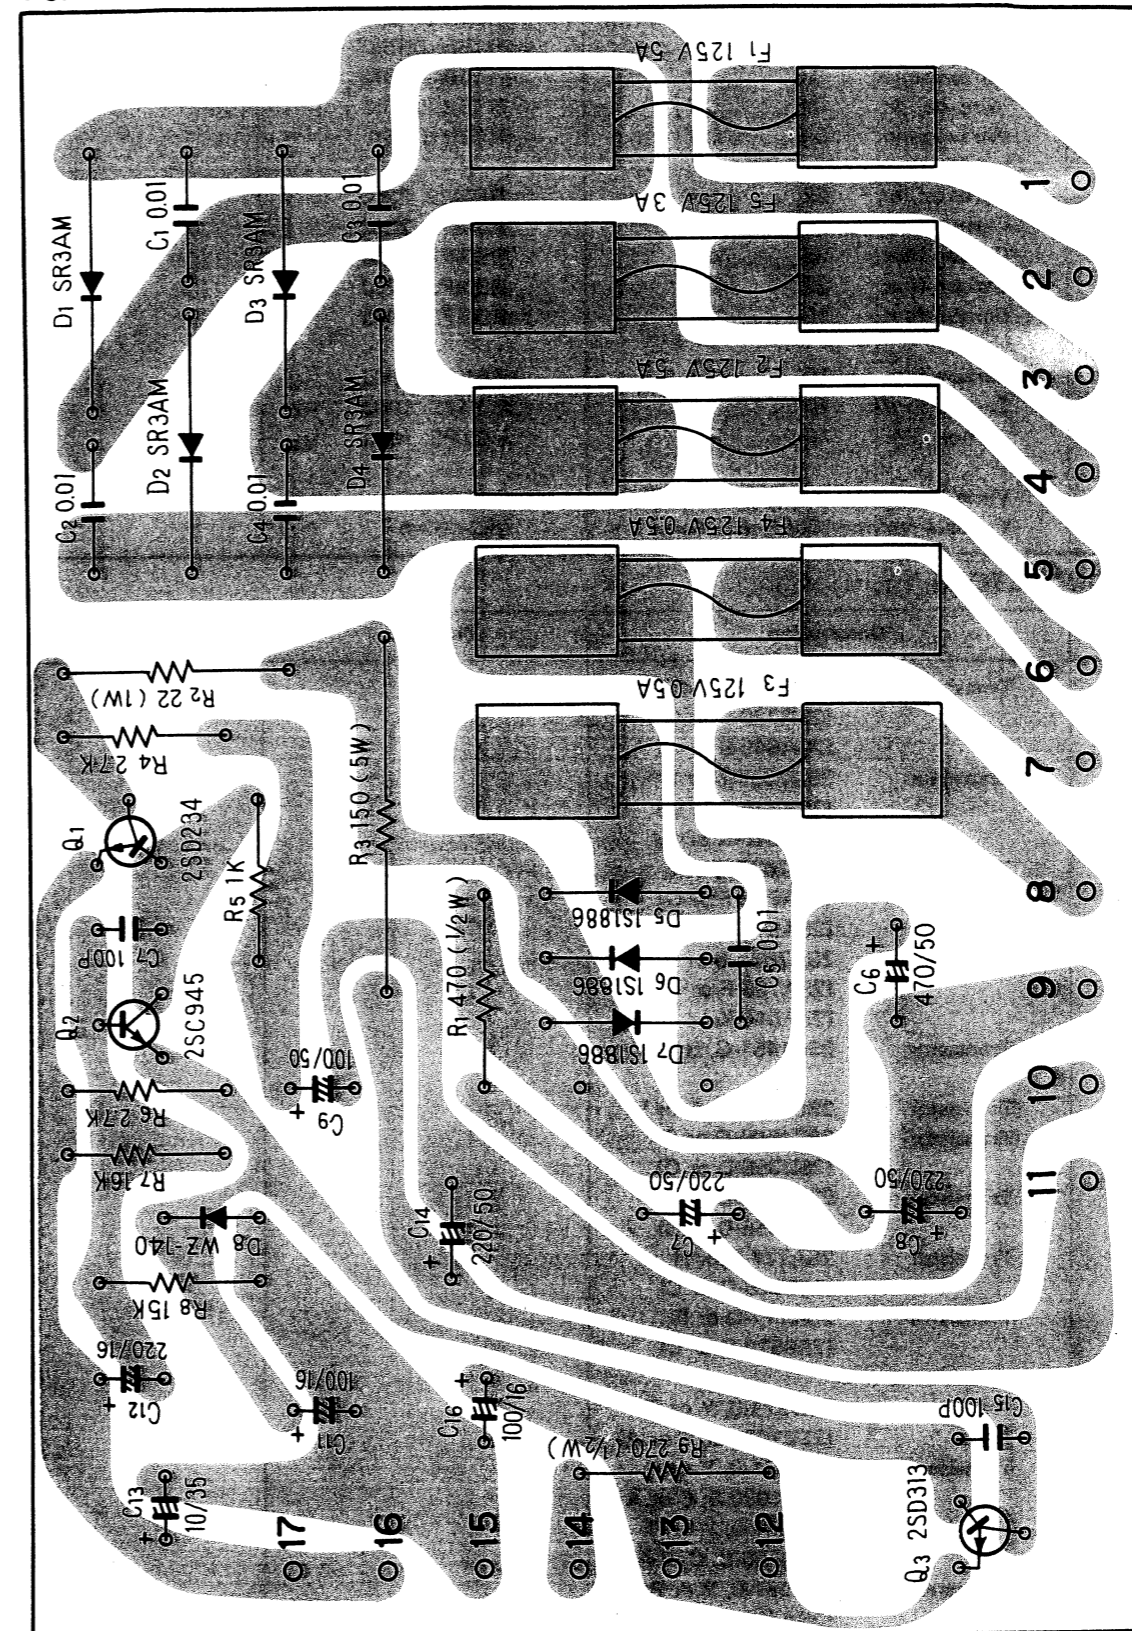 F1 125V 5A
F5 125V 3A
F2 125V 5A
F4 125V 0.5A
F3 125V 0.5A
1
2
3
4
5
6
7
8
9
10
11
D1 SR3AM
C1 0.01
D3 SR3AM
C3 0.01
C2 0.01
D2 SR3AM
C4 0.01
D4 SR3AM
R2 22 (1W)
R4 2.7K
Q1
2SD234
R5 1K
R3 150 (5W)
C7 100P
Q2
2SC945
R1 470 (1/2W)
D5 1S1886
D6 1S1886
D7 1S1886
C5 0.01
C6
+
470/50
R6 2.7K
R7 16K
100/50
+
C9
D8 WZ-140
R8 15K
C14
+
220/50
220/50
C7
+
220/50
C8
+
220/16
C12
+
100/16
C11
+
C16
+
100/16
C13
+
10/35
R9 270 (1/2W)
C15 100P
Q3 2SD313
17
16
15
14
13
12